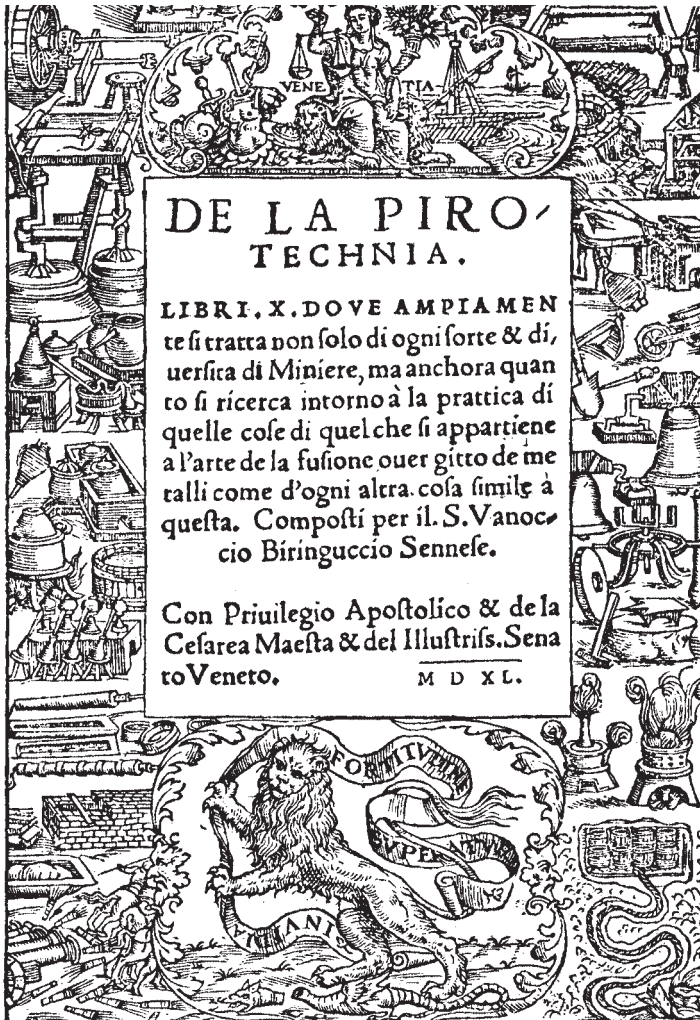 VENE TIA
DE LA PIRO⸗
TECHNIA.
LIBRI. X. DOVE AMPIAMEN
te ſi tratta non ſolo di ogni ſorte & di,
uerſita di Miniere, ma anchora quan
to ſi ricerca intorno à la prattica di
quelle coſe di quel che ſi appartiene
a l'arte de la fuſione ouer gitto de me
talli come d'ogni altra coſa ſimile à
queſta. Compoſti per il. S. Vanoc⸗
cio Biringuccio Senneſe.
Con Priuilegio Apoſtolico & de la
Ceſarea Maeſta & del Illuſtriſs. Sena
to Veneto.
M D XL.
FORTITVDINE
SVPERA